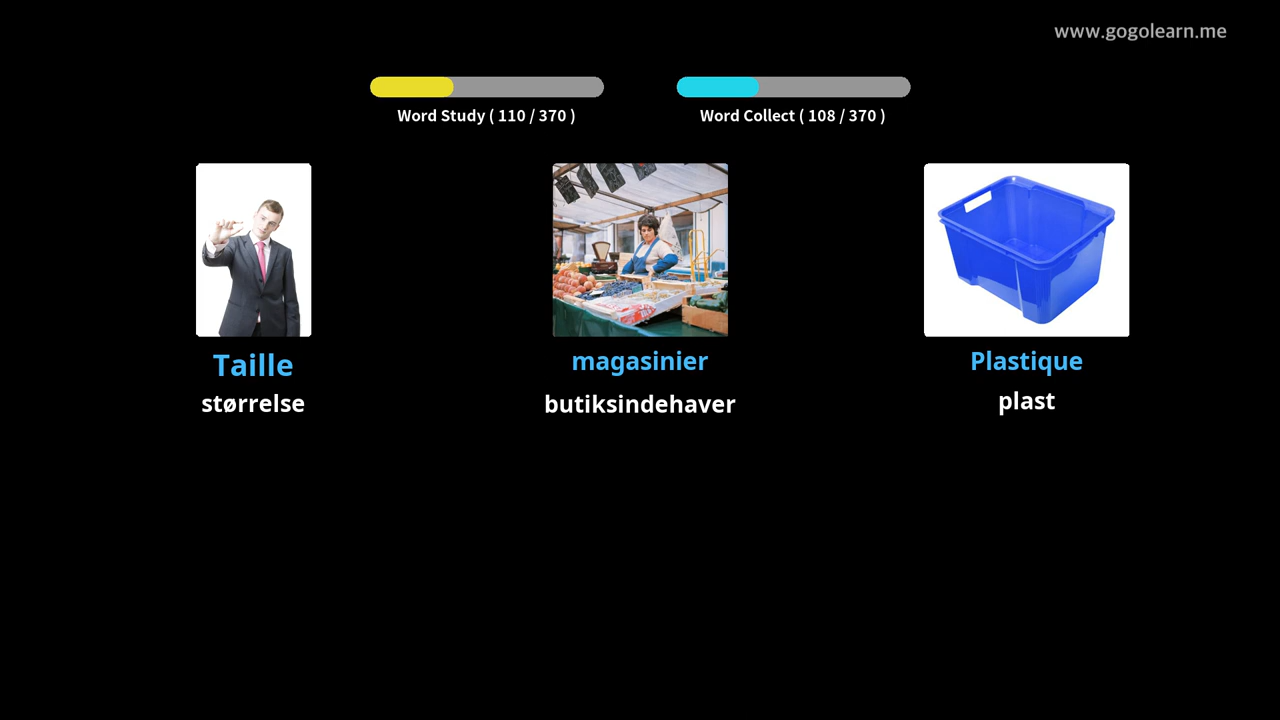 www.gogolearn.me
Word Study ( 110 / 370 )
Word Collect ( 108 / 370 )
Taille
magasinier
Plastique
størrelse
butiksindehaver
plast